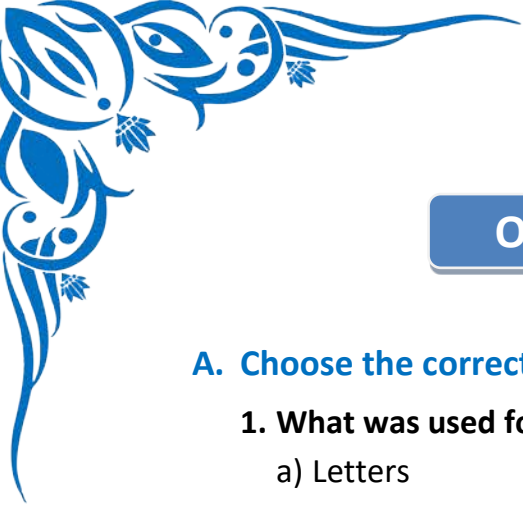 O
A. Choose the correct
1. What was used fo
a) Letters